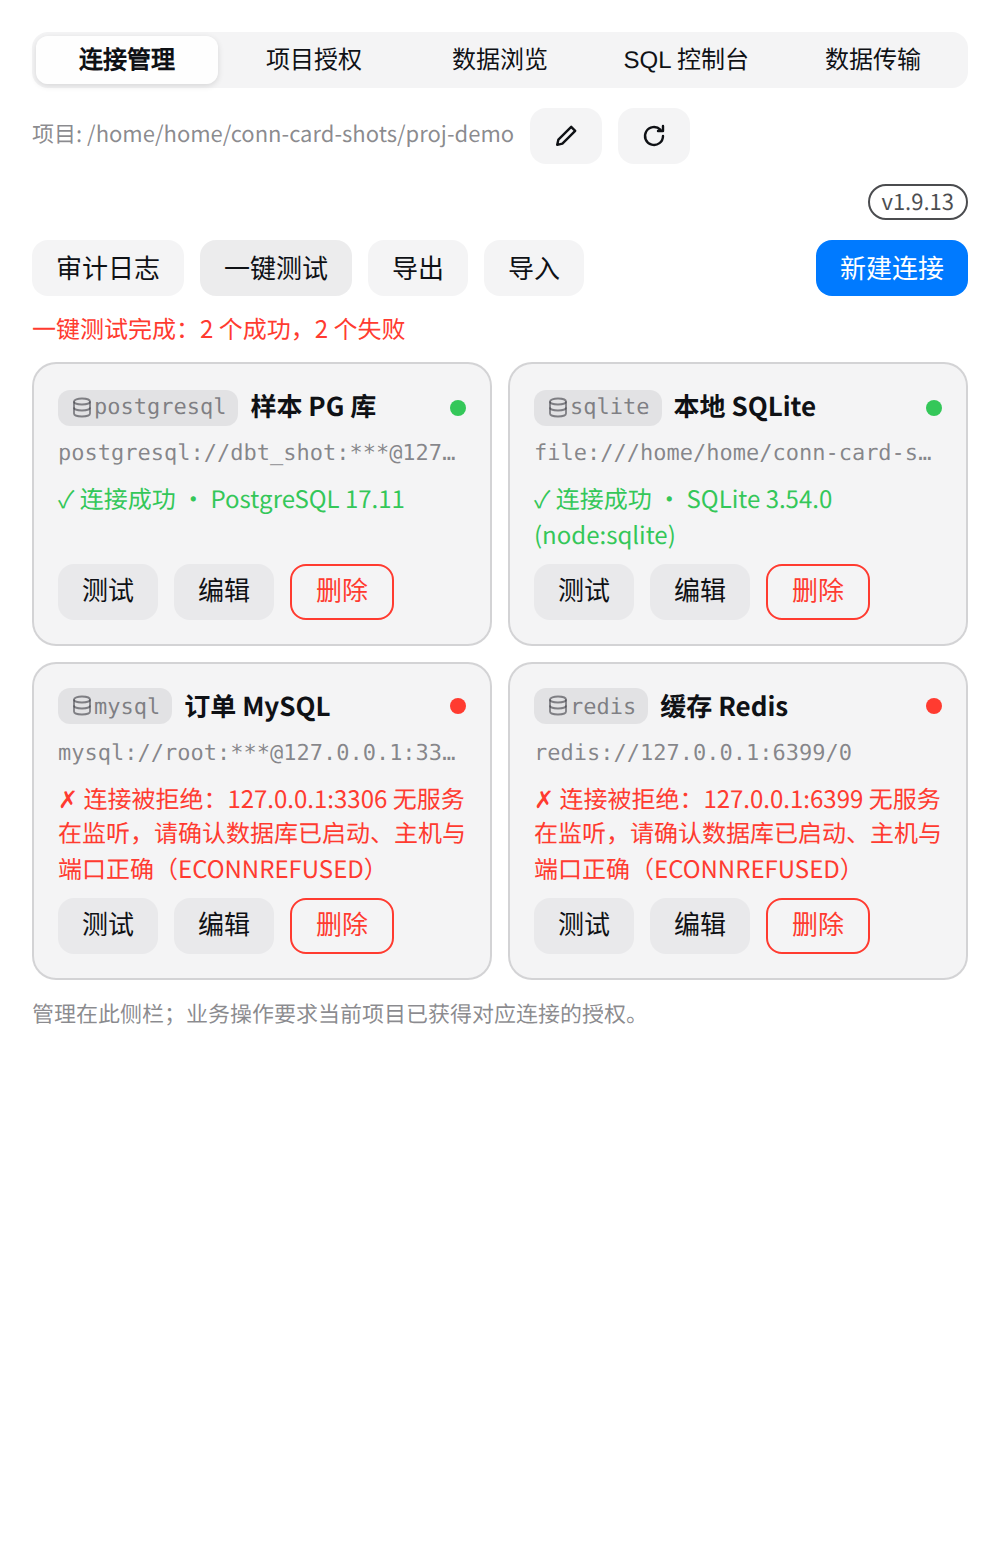 连接管理 项目授权 数据浏览 SQL 控制台 数据传输
项目: /home/home/conn-card-shots/proj-demo
v1.9.13
审计日志 一键测试 导出 导入 新建连接
一键测试完成：2 个成功，2 个失败
postgresql 样本 PG 库
postgresql://dbt_shot:***@127…
✓ 连接成功 · PostgreSQL 17.11
测试 编辑 删除
sqlite 本地 SQLite
file:///home/home/conn-card-s…
✓ 连接成功 · SQLite 3.54.0
(node:sqlite)
测试 编辑 删除
mysql 订单 MySQL
mysql://root:***@127.0.0.1:33…
✗ 连接被拒绝：127.0.0.1:3306 无服务
在监听，请确认数据库已启动、主机与
端口正确（ECONNREFUSED）
测试 编辑 删除
redis 缓存 Redis
redis://127.0.0.1:6399/0
✗ 连接被拒绝：127.0.0.1:6399 无服务
在监听，请确认数据库已启动、主机与
端口正确（ECONNREFUSED）
测试 编辑 删除
管理在此侧栏；业务操作要求当前项目已获得对应连接的授权。